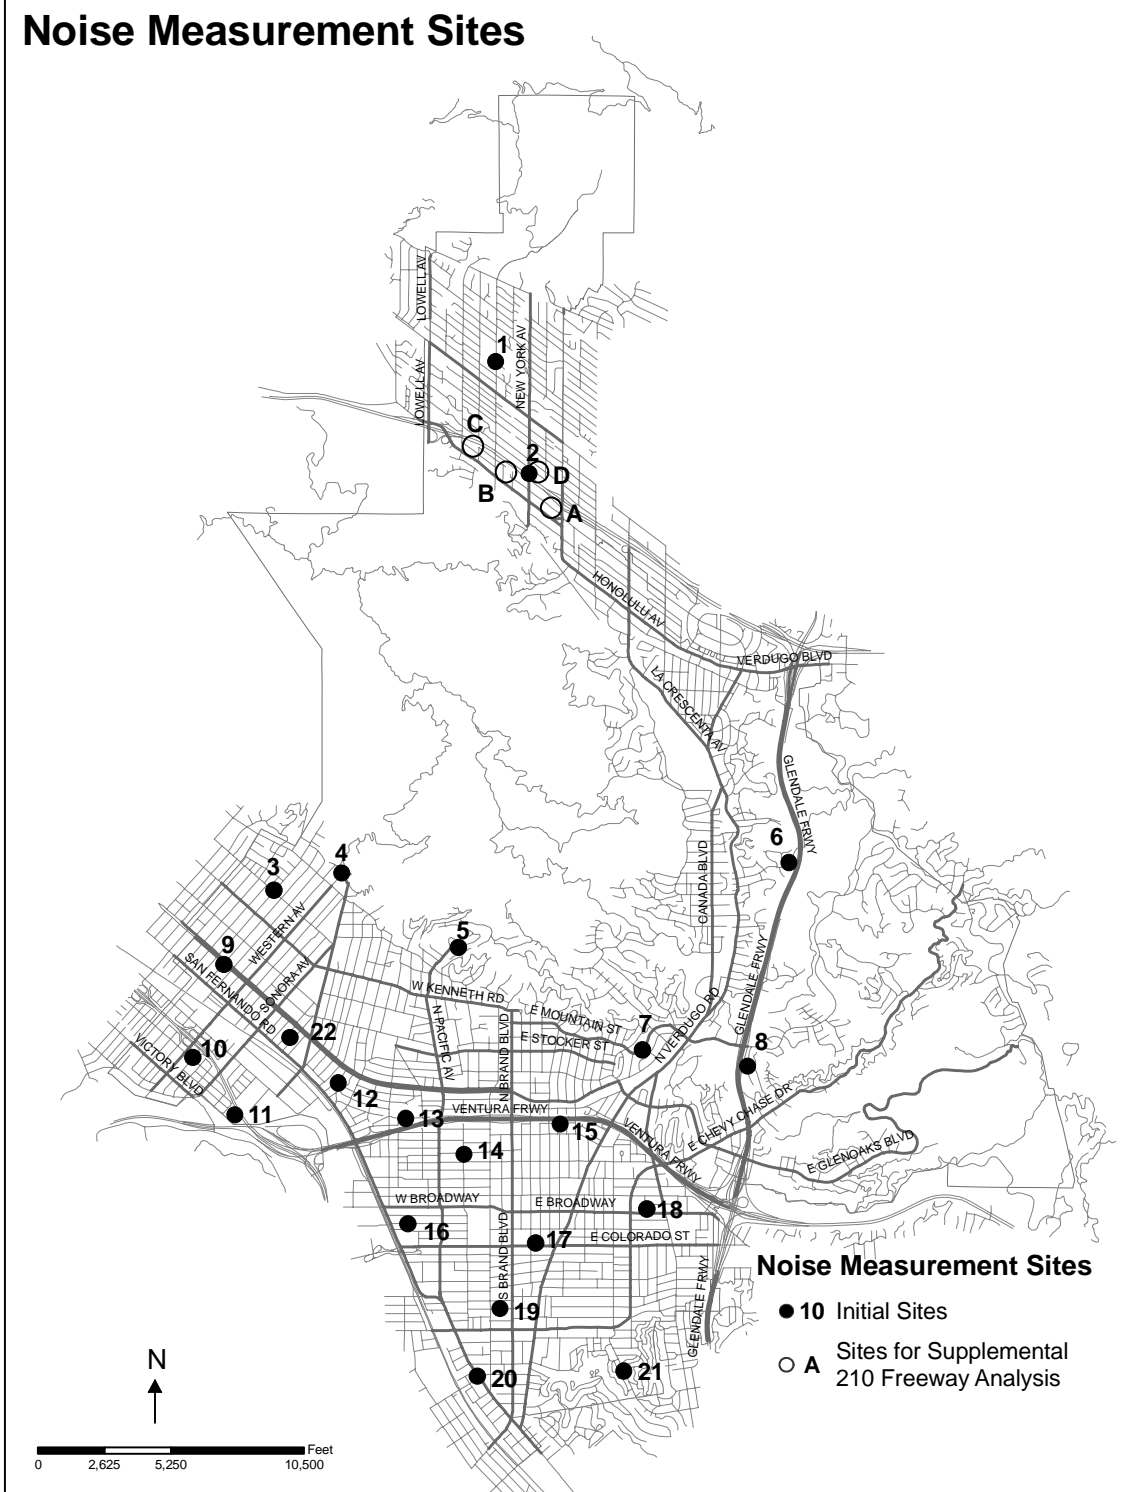 Noise Measurement Sites
LOWELL AV
1
NEW YORK AV
LOWELL AV
C
2
D
B
A
HONOLULU AV
VERDUGO BLVD
LA CRESCENTA AV
GLENDALE FRWY
6
CANADA BLVD
4
3
WESTERN AV
5
9
SAN FERNANDO RD
SONORA AV
W KENNETH RD
GLENDALE FRWY
N VERDUGO RD
E MOUNTAIN ST
7
22
N PACIFIC AV
N BRAND BLVD
E STOCKER ST
8
10
VICTORY BLVD
12
11
13
VENTURA FRWY
15
VENTURA FRWY
E CHEVY CHASE DR
14
E GLENOAKS BLVD
W BROADWAY
E BROADWAY
18
16
S BRAND BLVD
17
E COLORADO ST
GLENDALE FRWY
19
20
21
Noise Measurement Sites
10 Initial Sites
A Sites for Supplemental
210 Freeway Analysis
N
Feet
0 2,625 5,250 10,500